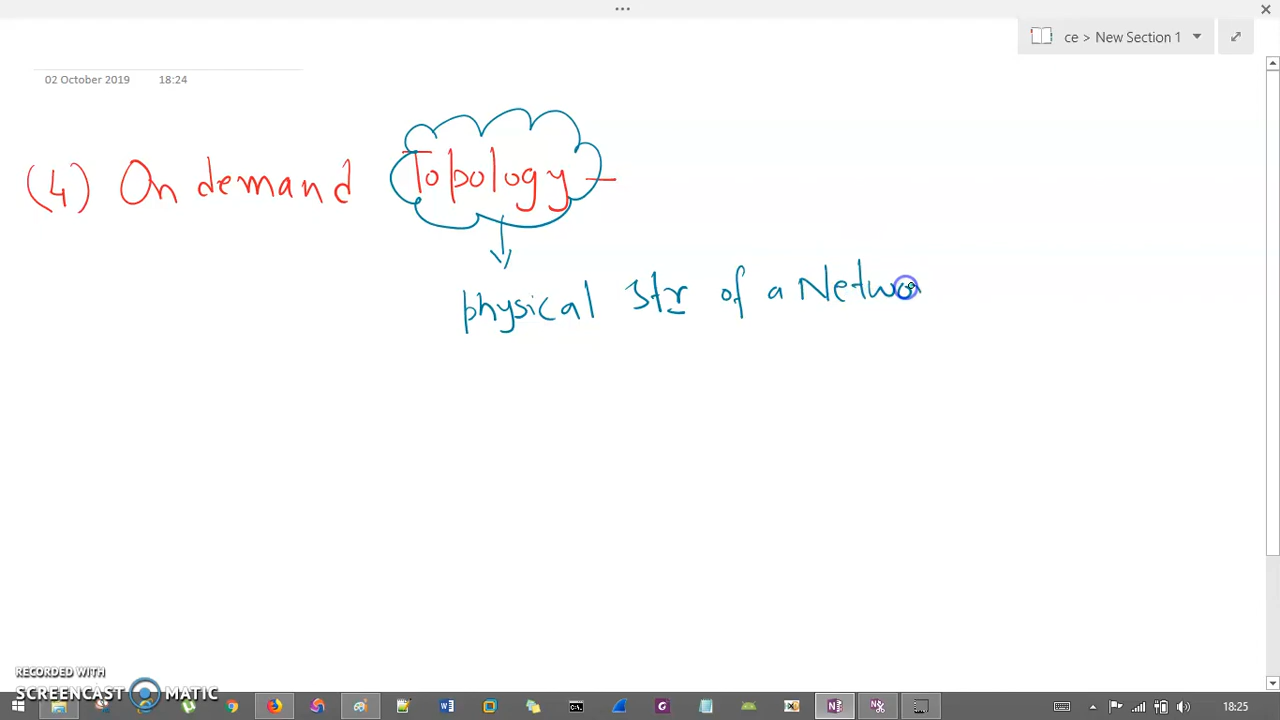 ...
ce > New Section 1
02 October 2019 18:24
(4) On demand Topology -
physical Str of a Netwo
RECORDED WITH
SCREENCAST MATIC
18:25